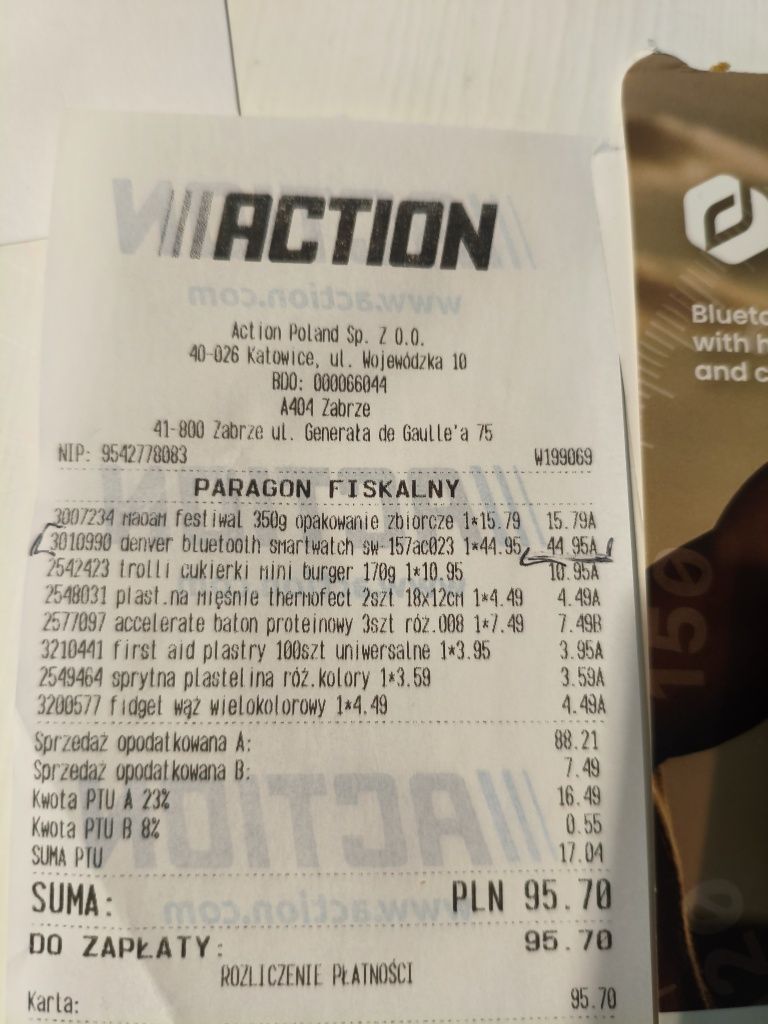 ACTION
www.action.com
Action Poland Sp. Z O.O.
40-026 Katowice, ul. Wojewódzka 10
BDO: 000066044
A404 Zabrze
41-800 Zabrze ul. Generała de Gaulle'a 75
NIP: 9542778083 W199069
PARAGON FISKALNY
3007234 maoam festiwal 350g opakowanie zbiorcze 1*15.79 15.79A
3010990 denver bluetooth smartwatch sw-157ac023 1*44.95 44.95A
2542423 trolli cukierki mini burger 170g 1*10.95 10.95A
2548031 plast.na mięśnie thermofect 2szt 18x12cm 1*4.49 4.49A
2577097 accelerate baton proteinowy 3szt róż.008 1*7.49 7.49B
3210441 first aid plastry 100szt uniwersalne 1*3.95 3.95A
2549464 sprytna plastelina róż.kolory 1*3.59 3.59A
3200577 fidget wąż wielokolorowy 1*4.49 4.49A
Sprzedaż opodatkowana A: 88.21
Sprzedaż opodatkowana B: 7.49
Kwota PTU A 23% 16.49
Kwota PTU B 8% 0.55
SUMA PTU 17.04
ACTION
www.action.com
SUMA: PLN 95.70
DO ZAPŁATY: 95.70
ROZLICZENIE PŁATNOŚCI
Karta: 95.70
Blueto
with h
and c
150
20